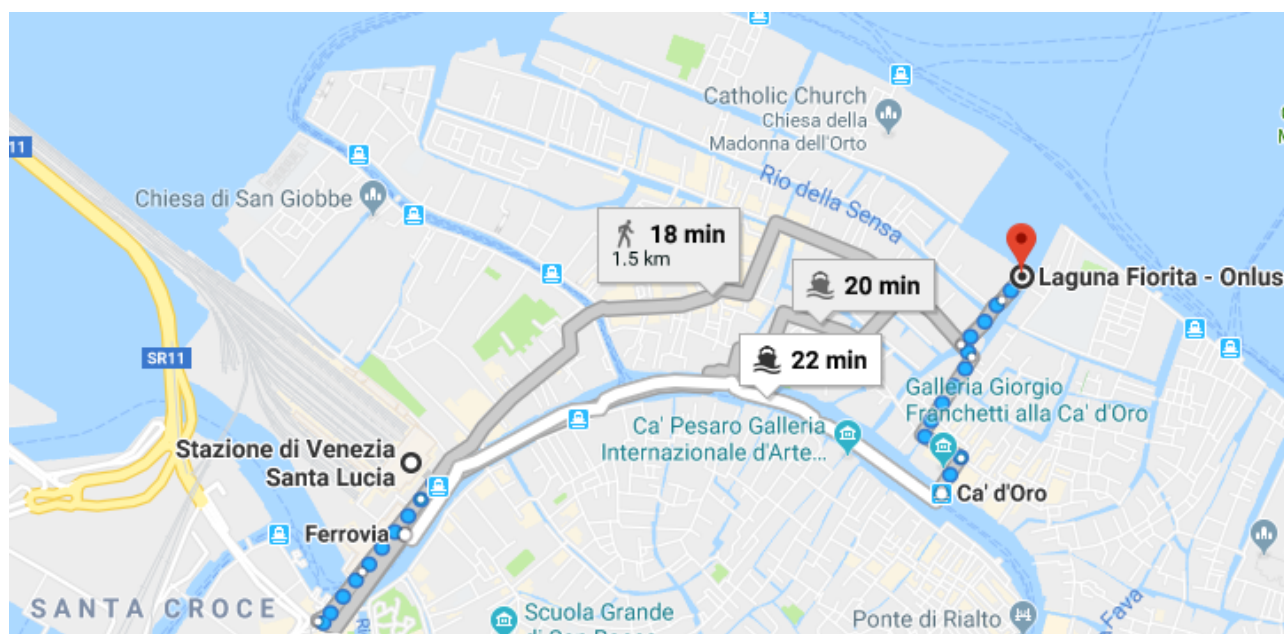 Catholic Church
Chiesa della
Madonna dell'Orto
11
Rio della Sensa
Chiesa di San Giobbe
18 min
1.5 km
Laguna Fiorita - Onlus
20 min
SR11
22 min
Galleria Giorgio
Franchetti alla Ca' d'Oro
Ca' Pesaro Galleria
Internazionale d'Arte...
Stazione di Venezia
Santa Lucia
Ca' d'Oro
Ferrovia
SANTA CROCE
Scuola Grande
Ponte di Rialto
Fava